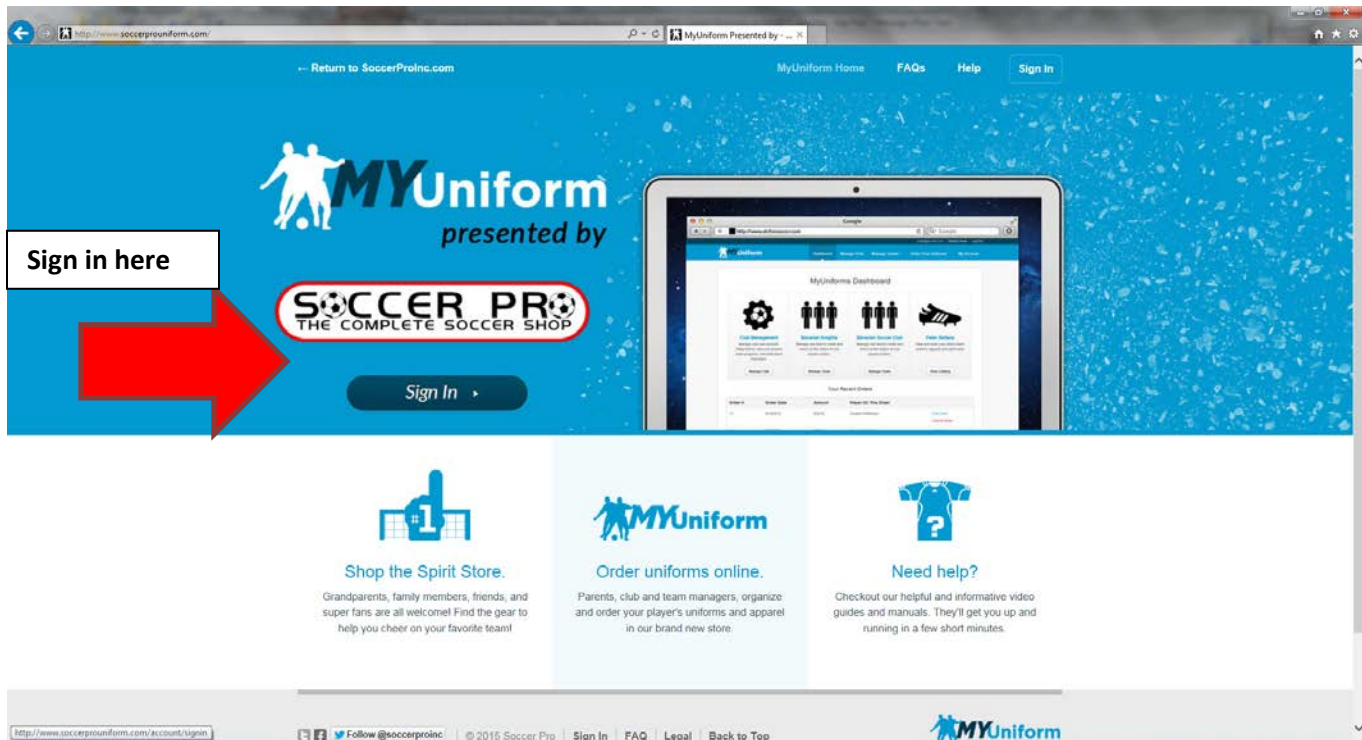 http://www.soccerprouniform.com/
MyUniform Presented by - ...
← Return to SoccerProInc.com
MyUniform Home
FAQs
Help
Sign In
MYUniform
presented by
Sign in here
SOCCER PRO
THE COMPLETE SOCCER SHOP
Sign In
Google
MYUniform
MyUniforms Dashboard
Club Management
Your Recent Orders
#1
MYUniform
?
Shop the Spirit Store.
Grandparents, family members, friends, and
super fans are all welcome! Find the gear to
help you cheer on your favorite team!
Order uniforms online.
Parents, club and team managers, organize
and order your player's uniforms and apparel
in our brand new store.
Need help?
Checkout our helpful and informative video
guides and manuals. They'll get you up and
running in a few short minutes.
http://www.soccerprouniform.com/account/signin
Follow @soccerproinc
© 2015 Soccer Pro
Sign In
FAQ
Legal
Back to Top
MYUniform